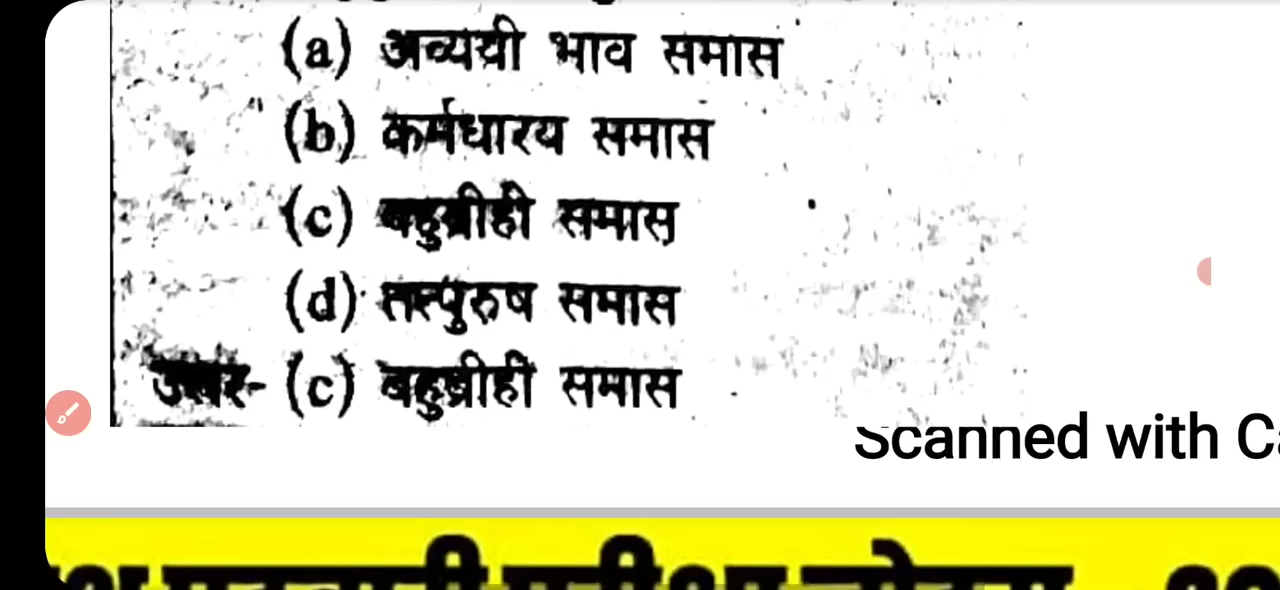 (a) अव्ययी भाव समास
(b) कर्मधारय समास
(c) बहुब्रीही समास
(d) तत्पुरुष समास
उत्तर- (c) बहुब्रीही समास
Scanned with